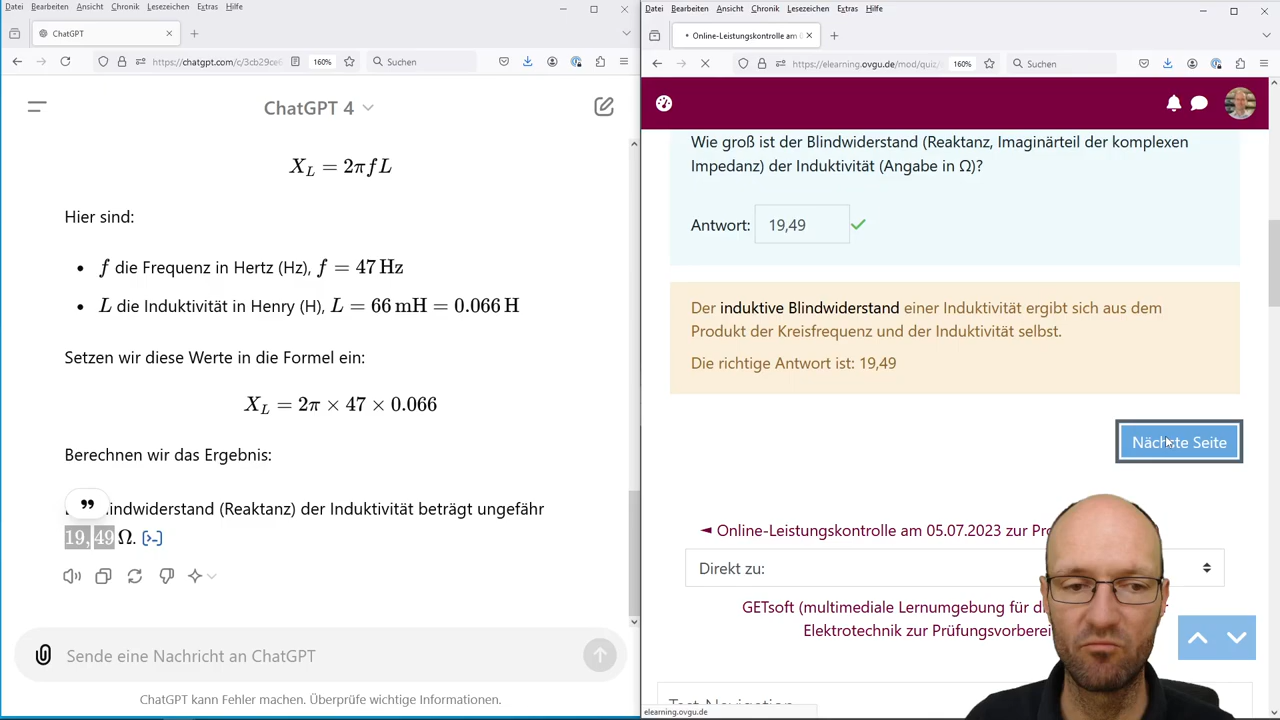 Datei Bearbeiten Ansicht Chronik Lesezeichen Extras Hilfe
ChatGPT
https://chatgpt.com/c/3cb29ce6 160% Suchen
ChatGPT 4
X_L = 2πfL
Hier sind:
• f die Frequenz in Hertz (Hz), f = 47 Hz
• L die Induktivität in Henry (H), L = 66 mH = 0.066 H
Setzen wir diese Werte in die Formel ein:
X_L = 2π × 47 × 0.066
Berechnen wir das Ergebnis:
lindwiderstand (Reaktanz) der Induktivität beträgt ungefähr
19,49 Ω. [>-]
Sende eine Nachricht an ChatGPT
ChatGPT kann Fehler machen. Überprüfe wichtige Informationen.
Datei Bearbeiten Ansicht Chronik Lesezeichen Extras Hilfe
Online-Leistungskontrolle am
https://elearning.ovgu.de/mod/quiz/ 160% Suchen
Wie groß ist der Blindwiderstand (Reaktanz, Imaginärteil der komplexen
Impedanz) der Induktivität (Angabe in Ω)?
Antwort: 19,49
Der induktive Blindwiderstand einer Induktivität ergibt sich aus dem
Produkt der Kreisfrequenz und der Induktivität selbst.
Die richtige Antwort ist: 19,49
Nächste Seite
◄ Online-Leistungskontrolle am 05.07.2023 zur Pr
Direkt zu:
GETsoft (multimediale Lernumgebung für di
Elektrotechnik zur Prüfungsvorberei
Test-Navigation
elearning.ovgu.de